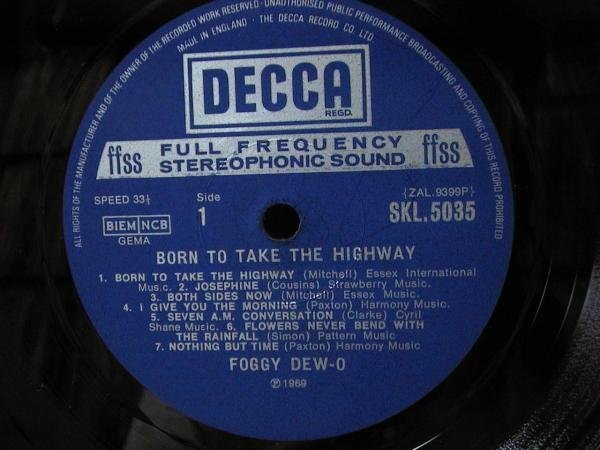 ALL RIGHTS OF THE MANUFACTURER AND OF THE OWNER OF THE RECORDED WORK RESERVED · UNAUTHORISED PUBLIC PERFORMANCE BROADCASTING AND COPYING OF THIS RECORD PROHIBITED
MADE IN ENGLAND · THE DECCA RECORD CO LTD.
DECCA
REGD.
ffss FULL FREQUENCY ffss
STEREOPHONIC SOUND
SPEED 33⅓ Side {ZAL.9399P}
1 SKL.5035
BIEM NCB
GEMA
BORN TO TAKE THE HIGHWAY
1. BORN TO TAKE THE HIGHWAY (Mitchell) Essex International
Music. 2. JOSEPHINE (Cousins) Strawberry Music.
3. BOTH SIDES NOW (Mitchell) Essex Music.
4. I GIVE YOU THE MORNING (Paxton) Harmony Music.
5. SEVEN A.M. CONVERSATION (Clarke) Cyril
Shane Music. 6. FLOWERS NEVER BEND WITH
THE RAINFALL (Simon) Pattern Music
7. NOTHING BUT TIME (Paxton) Harmony Music
FOGGY DEW-O
℗ 1969